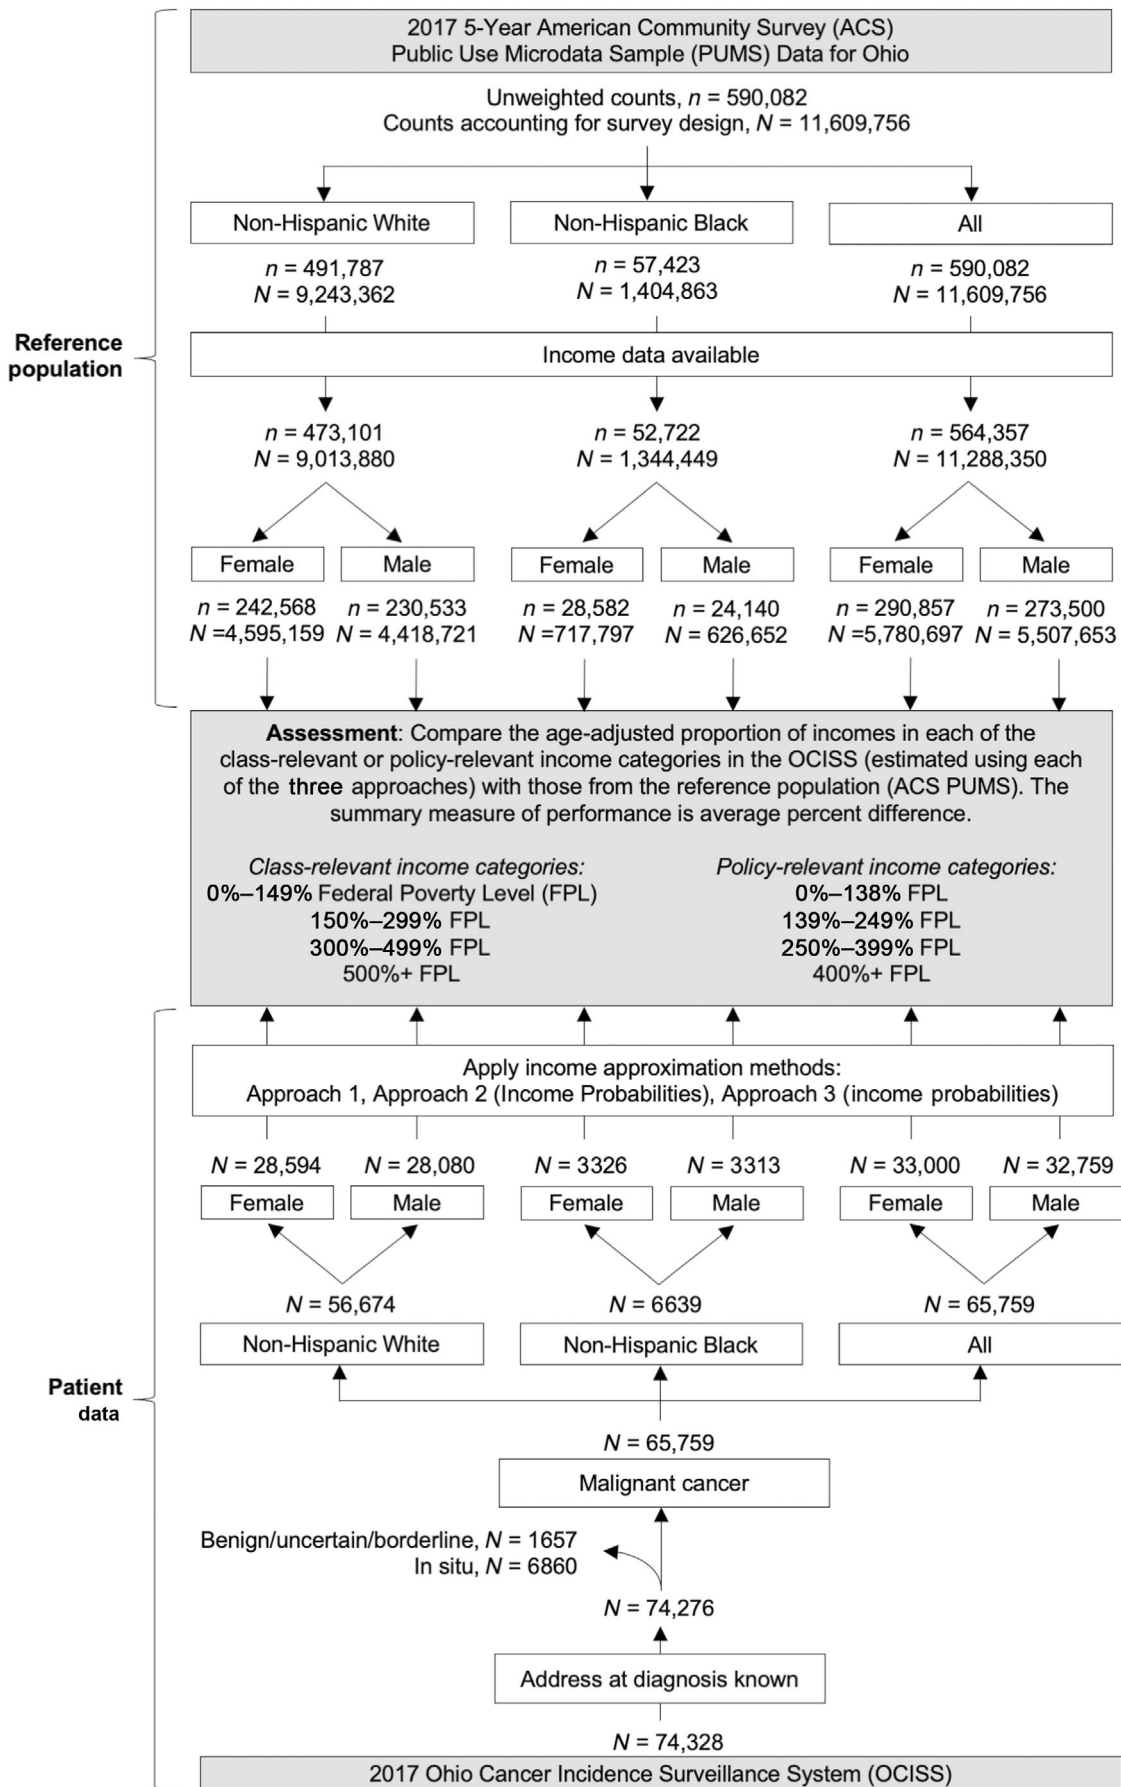 2017 5-Year American Community Survey (ACS)
Public Use Microdata Sample (PUMS) Data for Ohio
Unweighted counts, n = 590,082
Counts accounting for survey design, N = 11,609,756
Non-Hispanic White
Non-Hispanic Black
All
n = 491,787
N = 9,243,362
n = 57,423
N = 1,404,863
n = 590,082
N = 11,609,756
Reference
population
Income data available
n = 473,101
N = 9,013,880
n = 52,722
N = 1,344,449
n = 564,357
N = 11,288,350
Female
Male
Female
Male
Female
Male
n = 242,568
N =4,595,159
n = 230,533
N = 4,418,721
n = 28,582
N =717,797
n = 24,140
N = 626,652
n = 290,857
N =5,780,697
n = 273,500
N = 5,507,653
Assessment: Compare the age-adjusted proportion of incomes in each of the
class-relevant or policy-relevant income categories in the OCISS (estimated using each
of the three approaches) with those from the reference population (ACS PUMS). The
summary measure of performance is average percent difference.
Class-relevant income categories:
0%–149% Federal Poverty Level (FPL)
150%–299% FPL
300%–499% FPL
500%+ FPL
Policy-relevant income categories:
0%–138% FPL
139%–249% FPL
250%–399% FPL
400%+ FPL
Apply income approximation methods:
Approach 1, Approach 2 (Income Probabilities), Approach 3 (income probabilities)
N = 28,594
N = 28,080
N = 3326
N = 3313
N = 33,000
N = 32,759
Female
Male
Female
Male
Female
Male
N = 56,674
N = 6639
N = 65,759
Non-Hispanic White
Non-Hispanic Black
All
Patient
data
N = 65,759
Malignant cancer
Benign/uncertain/borderline, N = 1657
In situ, N = 6860
N = 74,276
Address at diagnosis known
N = 74,328
2017 Ohio Cancer Incidence Surveillance System (OCISS)